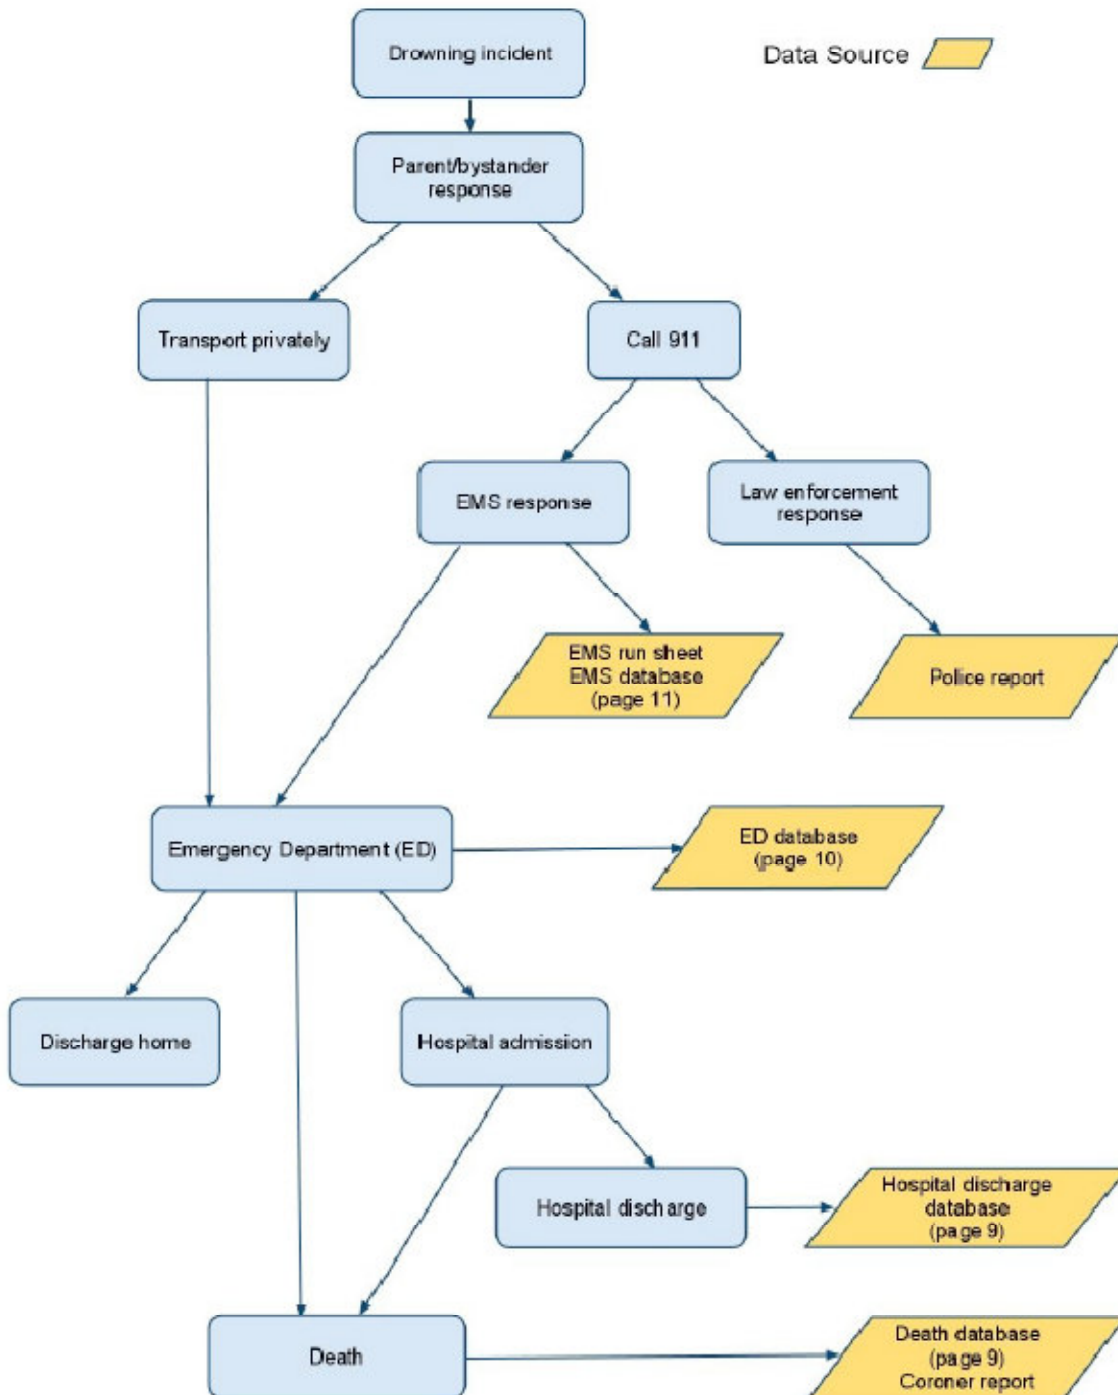 Drowning incident
Data Source
Parent/bystander
response
Transport privately
Call 911
EMS response
Law enforcement
response
EMS run sheet
EMS database
(page 11)
Police report
Emergency Department (ED)
ED database
(page 10)
Discharge home
Hospital admission
Hospital discharge
Hospital discharge
database
(page 9)
Death
Death database
(page 9)
Coroner report